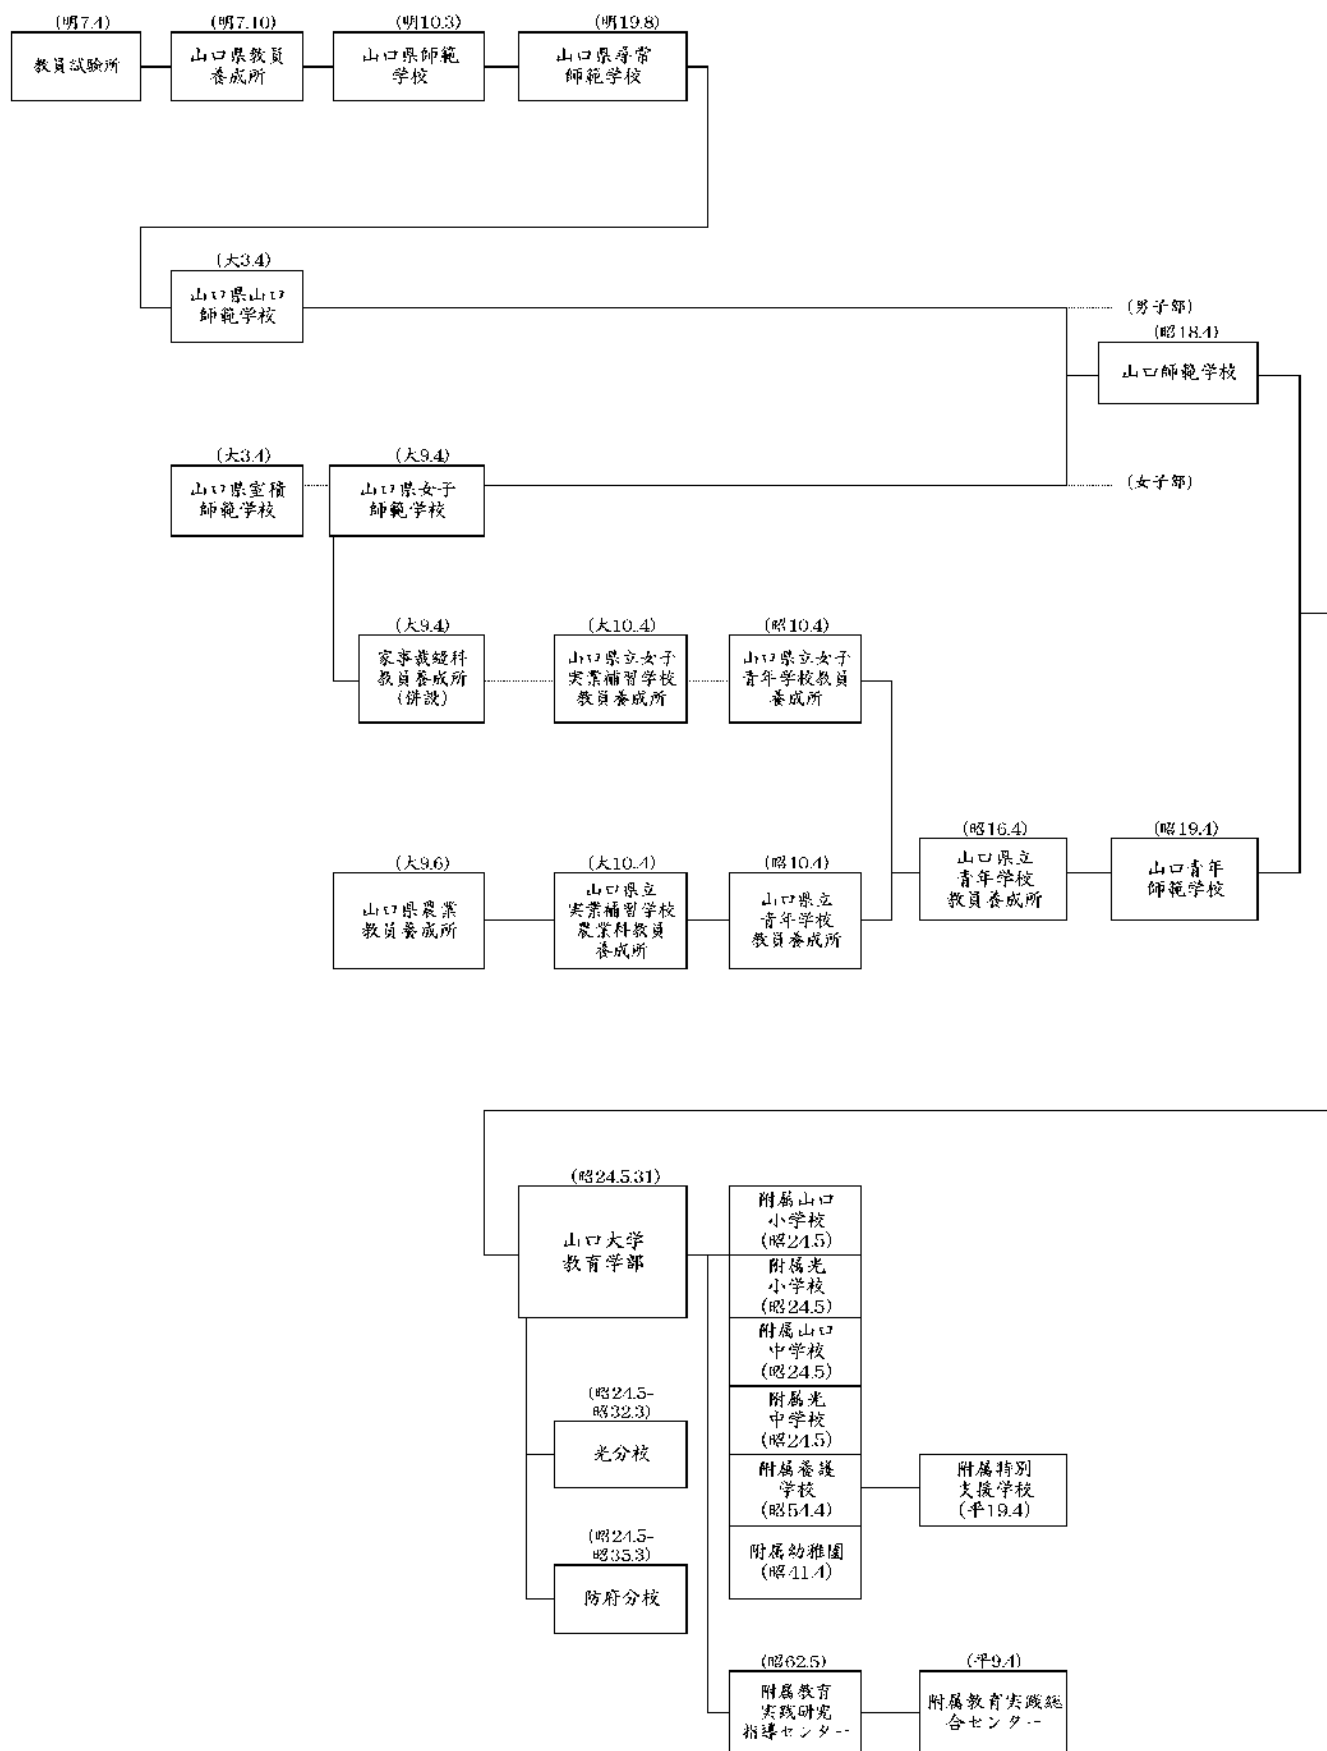 (明7.4)
教員試験所
(明7.10)
山口県教員
養成所
(明10.3)
山口県師範
学校
(明19.8)
山口県尋常
師範学校
(大3.4)
山口県山口
師範学校
(男子部)
(昭18.4)
山口師範学校
(大3.4)
山口県室積
師範学校
(大9.4)
山口県女子
師範学校
(女子部)
(大9.4)
家事裁縫科
教員養成所
(併設)
(大10.4)
山口県立女子
実業補習学校
教員養成所
(昭10.4)
山口県立女子
青年学校教員
養成所
(大9.6)
山口県農業
教員養成所
(大10.4)
山口県立
実業補習学校
農業科教員
養成所
(昭10.4)
山口県立
青年学校
教員養成所
(昭16.4)
山口県立
青年学校
教員養成所
(昭19.4)
山口青年
師範学校
(昭24.5.31)
山口大学
教育学部
附属山口
小学校
(昭24.5)
附属光
小学校
(昭24.5)
附属山口
中学校
(昭24.5)
附属光
中学校
(昭24.5)
附属養護
学校
(昭54.4)
附属特別
支援学校
(平19.4)
附属幼稚園
(昭41.4)
(昭24.5-
昭32.3)
光分校
(昭24.5-
昭35.3)
防府分校
(昭62.5)
附属教育
実践研究
指導センター
(平9.4)
附属教育実践総
合センター